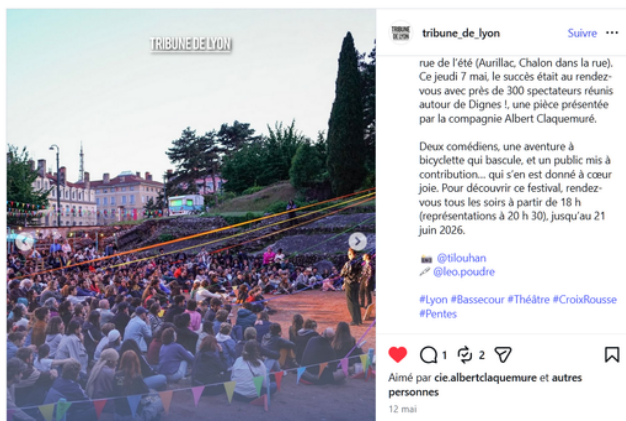 TRIBUNE DE LYON
tribune_de_lyon
Suivre
rue de l'été (Aurillac, Chalon dans la rue).
Ce jeudi 7 mai, le succès était au rendez-
vous avec près de 300 spectateurs réunis
autour de Dignes !, une pièce présentée
par la compagnie Albert Claquemuré.
Deux comédiens, une aventure à
bicyclette qui bascule, et un public mis à
contribution... qui s'en est donné à cœur
joie. Pour découvrir ce festival, rendez-
vous tous les soirs à partir de 18 h
(représentations à 20 h 30), jusqu'au 21
juin 2026.
📷 @tilouhan
🖋 @leo.poudre
#Lyon #Bassecour #Théâtre #CroixRousse
#Pentes
1 2
Aimé par cie.albertclaquemure et autres
personnes
12 mai